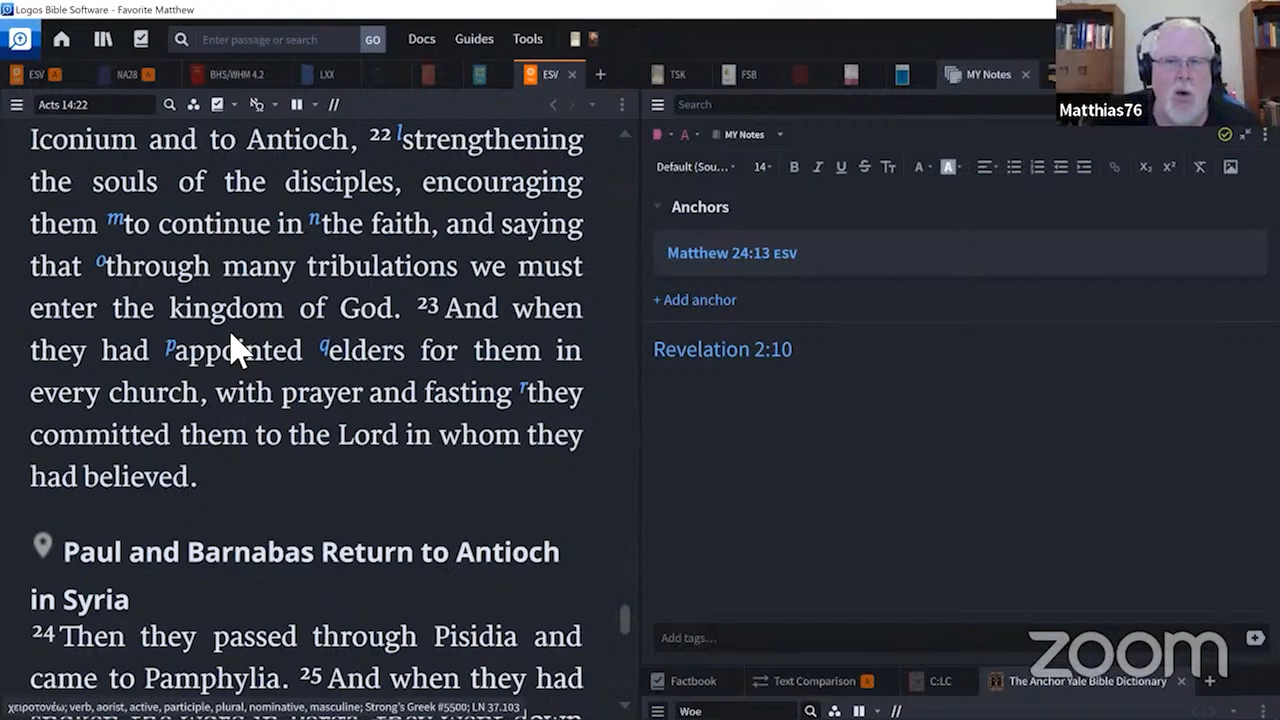 Logos Bible Software - Favorite Matthew
Enter passage or search
GO
Docs
Guides
Tools
ESV A
NA28 A
BHS/WHM 4.2
LXX
ESV
TSK
FSB
MY Notes
Matthias76
Acts 14:22
Iconium and to Antioch, 22 l strengthening
the souls of the disciples, encouraging
them m to continue in n the faith, and saying
that o through many tribulations we must
enter the kingdom of God. 23 And when
they had p appointed q elders for them in
every church, with prayer and fasting r they
committed them to the Lord in whom they
had believed.
Paul and Barnabas Return to Antioch
in Syria
24 Then they passed through Pisidia and
came to Pamphylia. 25 And when they had
χειροτονέω; verb, aorist, active, participle, plural, nominative, masculine; Strong's Greek #5500; LN 37.103
Search
MY Notes
Default (Sou... 14 B I U S TT A A X₂ X²
Anchors
Matthew 24:13 ESV
+ Add anchor
Revelation 2:10
Add tags...
zoom
Factbook
Text Comparison A
C:LC
The Anchor Yale Bible Dictionary
Woe